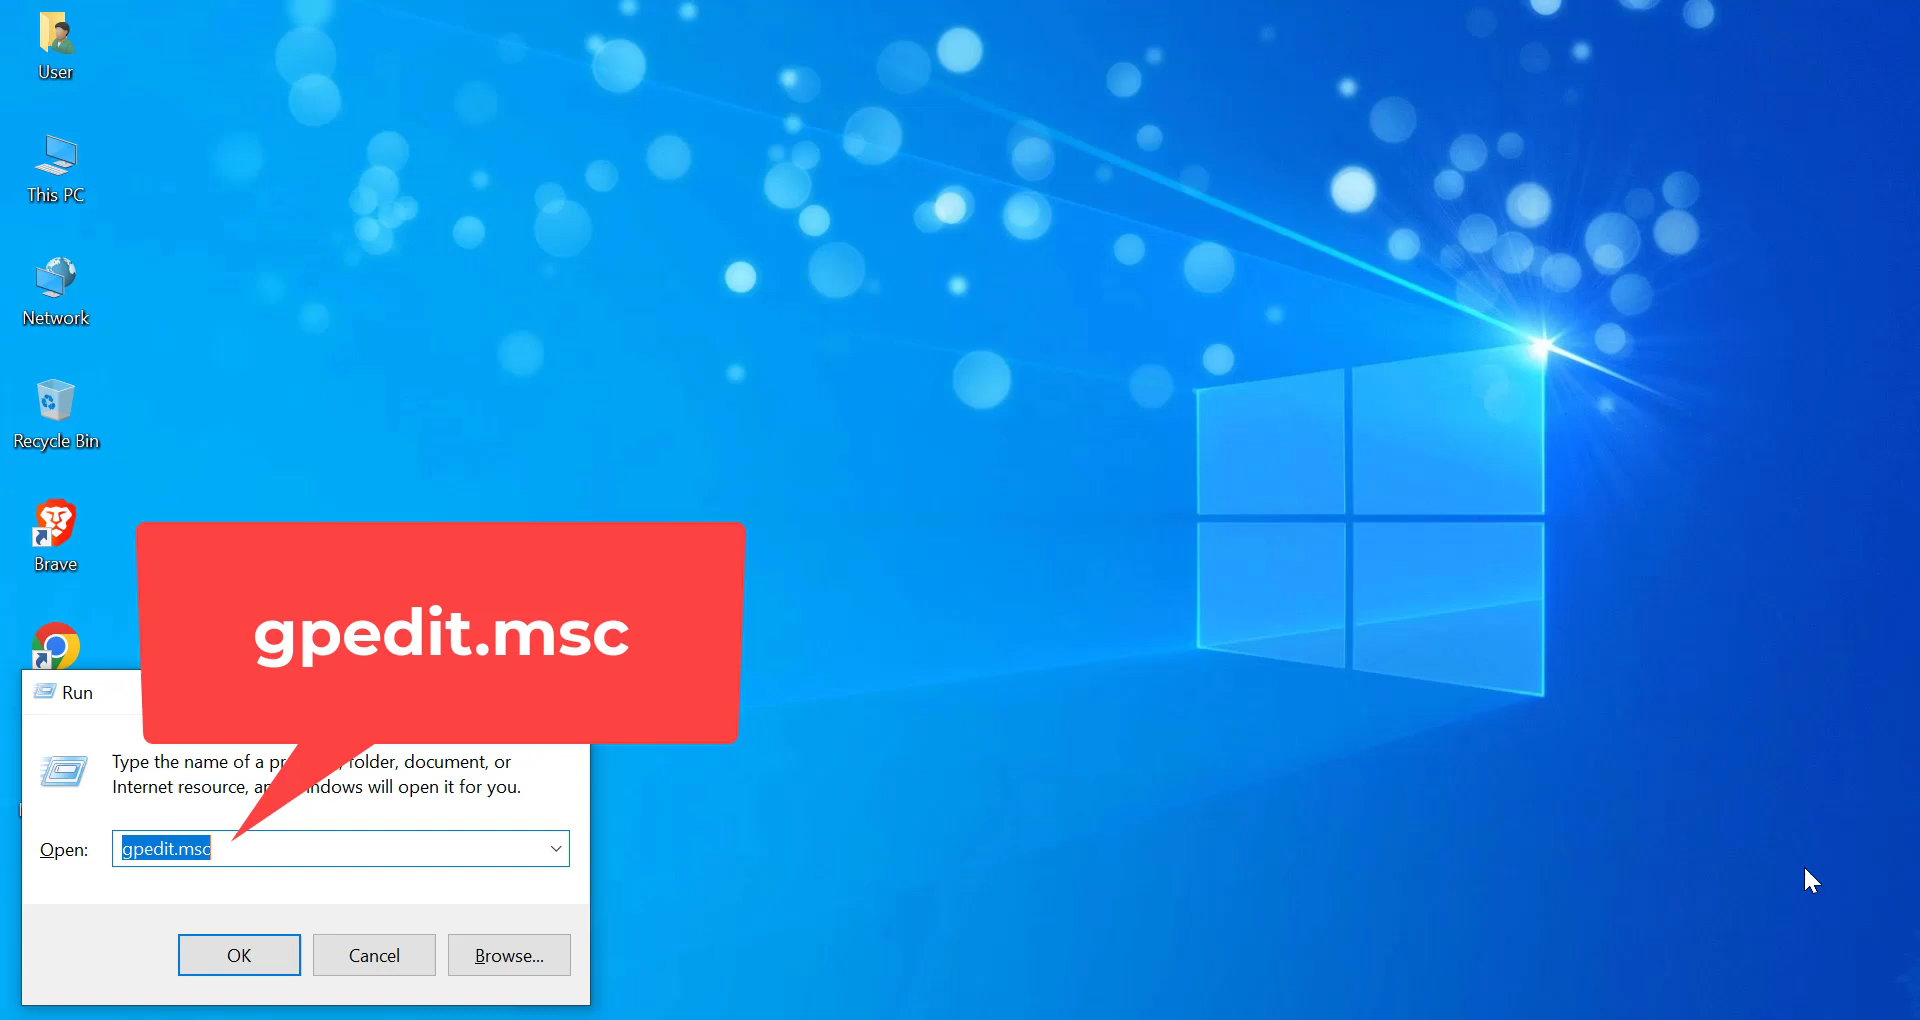 User
This PC
Network
Recycle Bin
Brave
gpedit.msc
Run
Type the name of a pr , folder, document, or
Internet resource, an ndows will open it for you.
Open:
gpedit.msc
OK
Cancel
Browse...